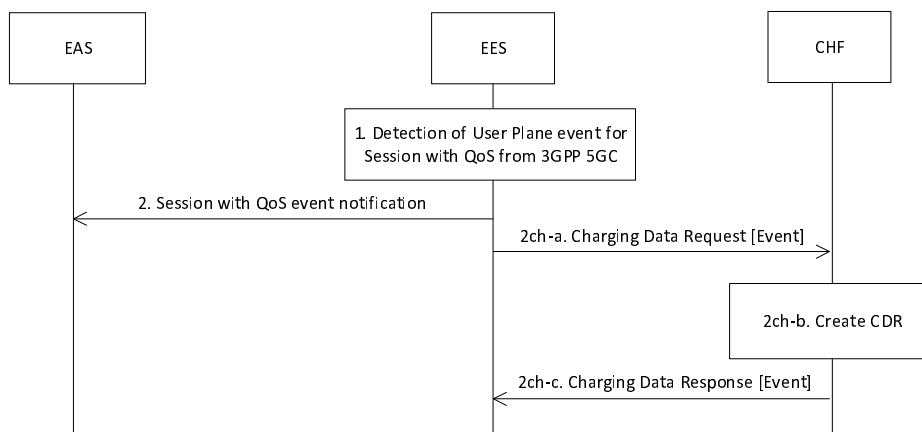 EAS
EES
CHF
1. Detection of User Plane event for
Session with QoS from 3GPP 5GC
2. Session with QoS event notification
2ch-a. Charging Data Request [Event]
2ch-b. Create CDR
2ch-c. Charging Data Response [Event]